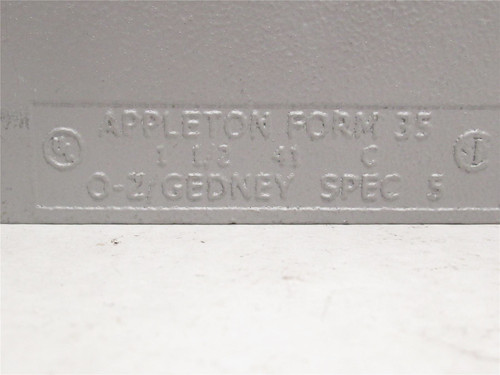 APPLETON FORM 35
1 1/2 41 C
O-Z/GEDNEY SPEC 5